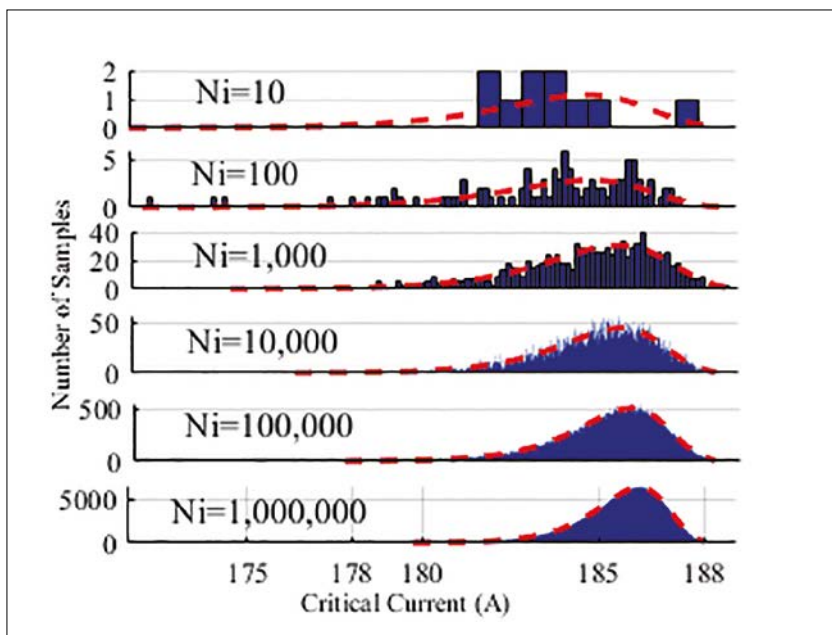 2
Ni=10
1
0
5
Ni=100
0
40
Ni=1,000
20
0
50
Ni=10,000
0
500
Ni=100,000
0
5000
Ni=1,000,000
0
Number of Samples
175 178 180 185 188
Critical Current (A)